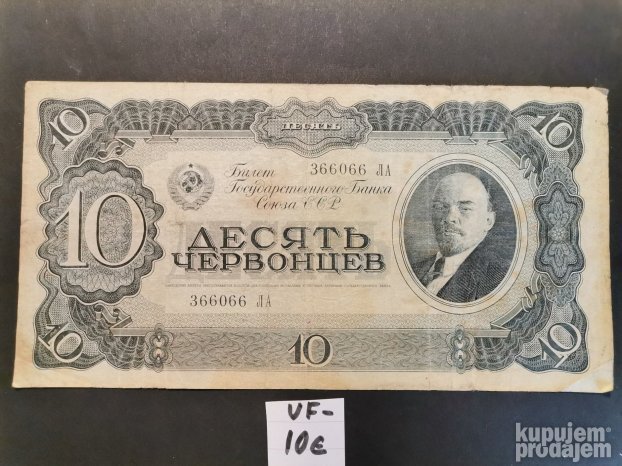 10
ДЕСЯТЬ
10
Билет 366066 ЛА
Государственного Банка
Союза ССР
10
ДЕСЯТЬ
ЧЕРВОНЦЕВ
366066 ЛА
10
10
10
VF-
10€
kupujem
prodajem